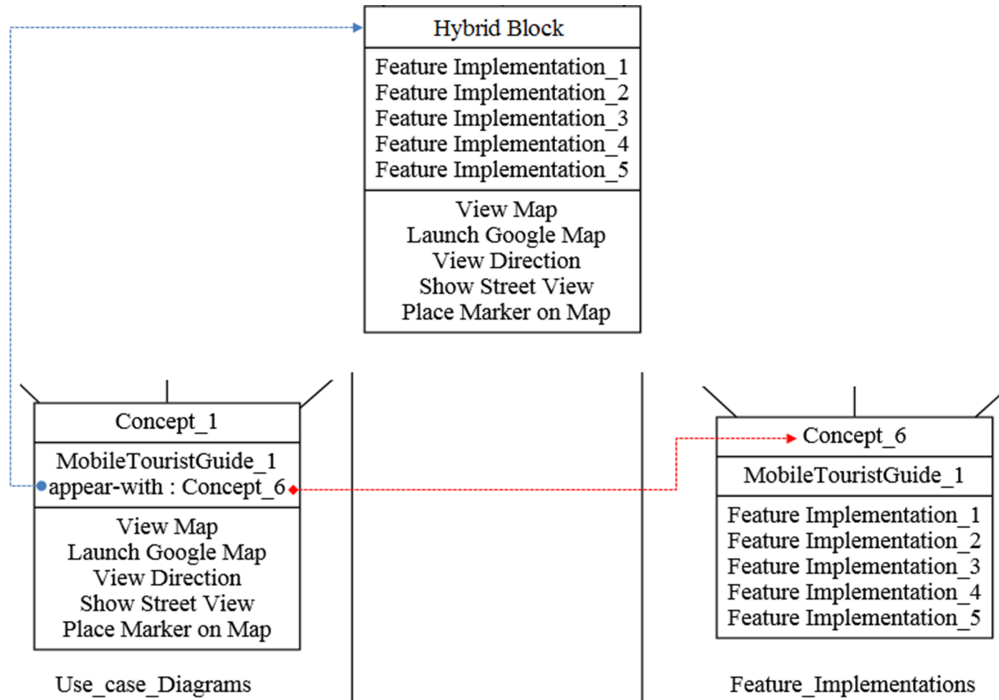 Hybrid Block
Feature Implementation_1
Feature Implementation_2
Feature Implementation_3
Feature Implementation_4
Feature Implementation_5
View Map
Launch Google Map
View Direction
Show Street View
Place Marker on Map
Concept_1
MobileTouristGuide_1
appear-with : Concept_6
View Map
Launch Google Map
View Direction
Show Street View
Place Marker on Map
Use_case_Diagrams
Concept_6
MobileTouristGuide_1
Feature Implementation_1
Feature Implementation_2
Feature Implementation_3
Feature Implementation_4
Feature Implementation_5
Feature_Implementations